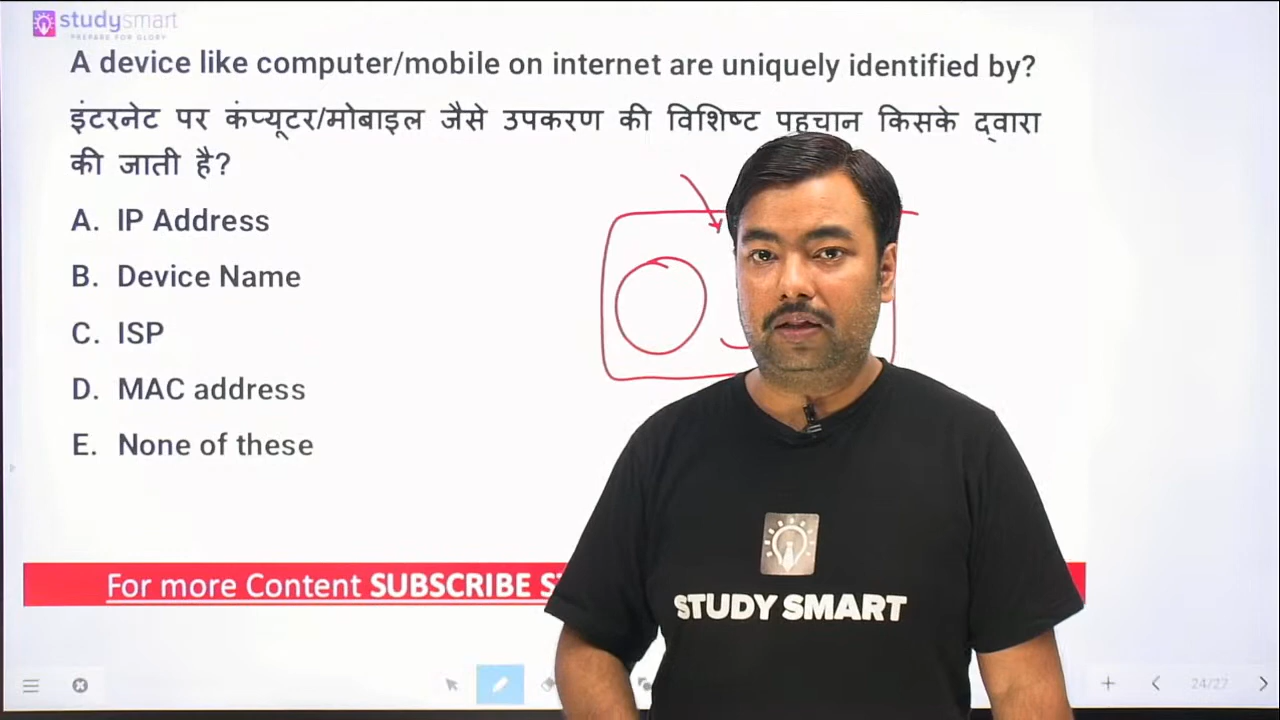 studysmart
PREPARE FOR GLORY
A device like computer/mobile on internet are uniquely identified by?
इंटरनेट पर कंप्यूटर/मोबाइल जैसे उपकरण की विशिष्ट पहचान किसके द्वारा
की जाती है?
A. IP Address
B. Device Name
C. ISP
D. MAC address
E. None of these
For more Content SUBSCRIBE
STUDY SMART
24/27